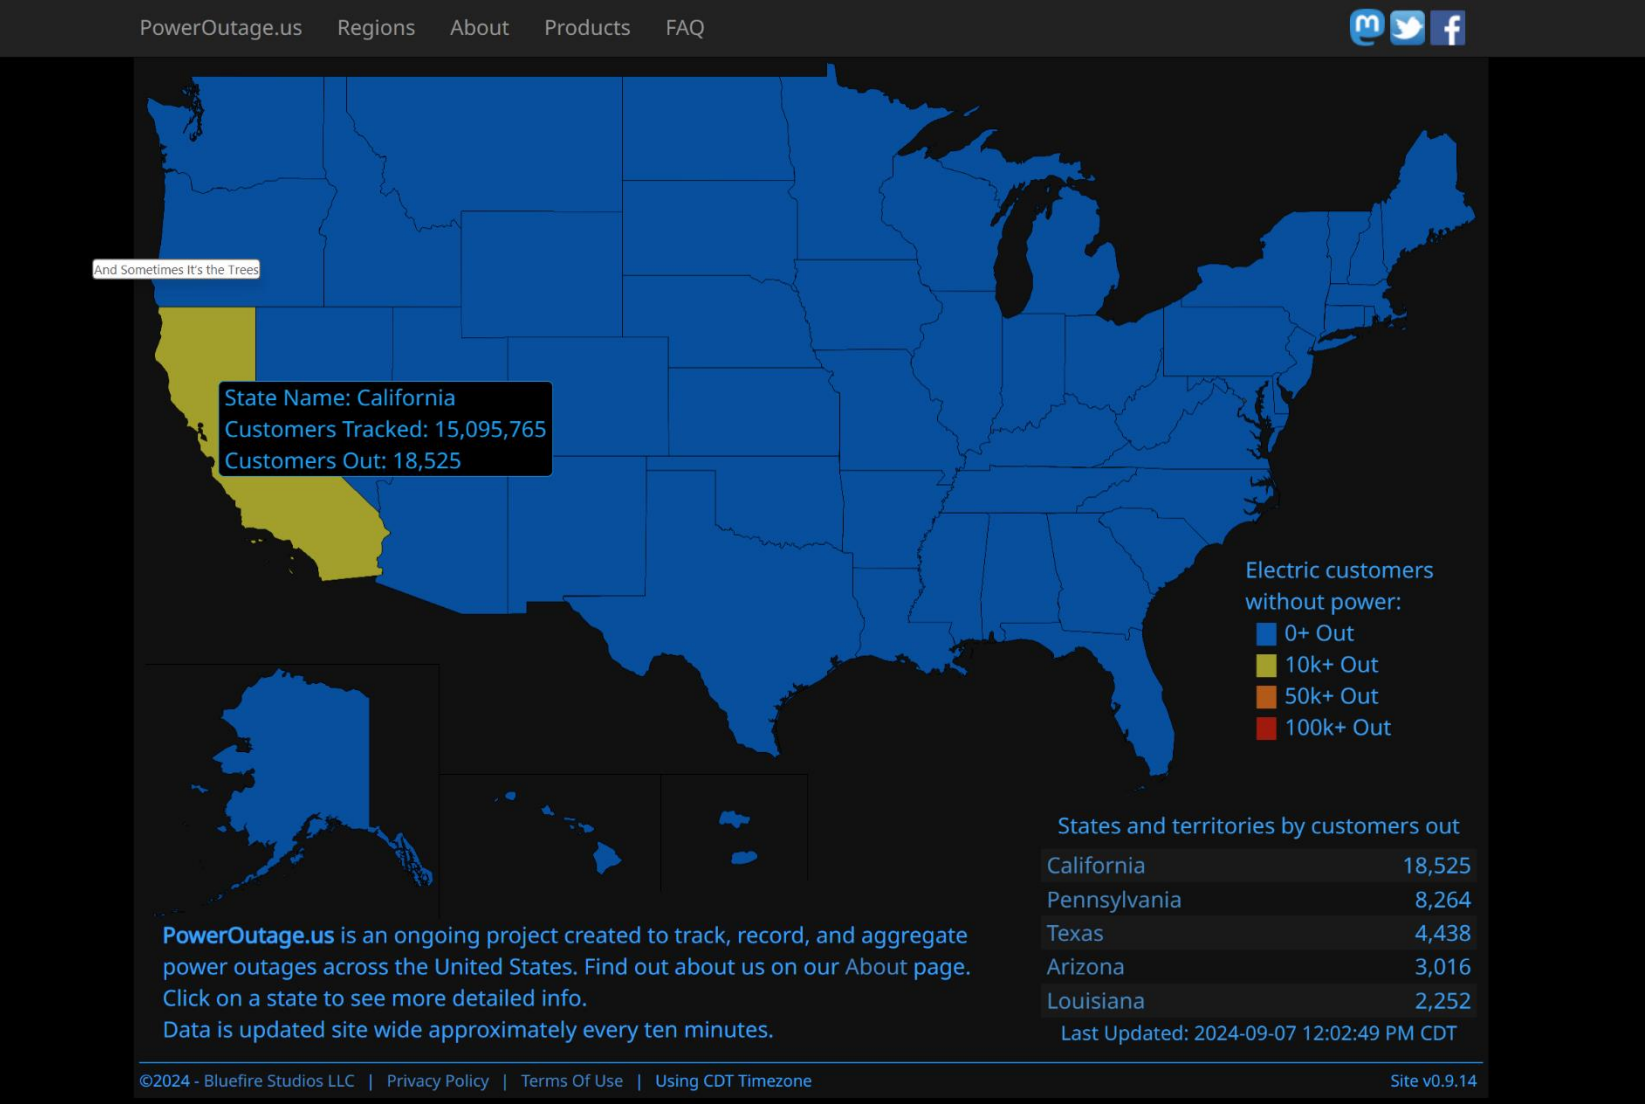 PowerOutage.us Regions About Products FAQ
And Sometimes It's the Trees
State Name: California
Customers Tracked: 15,095,765
Customers Out: 18,525
Electric customers
without power:
0+ Out
10k+ Out
50k+ Out
100k+ Out
States and territories by customers out
California 18,525
Pennsylvania 8,264
Texas 4,438
Arizona 3,016
Louisiana 2,252
Last Updated: 2024-09-07 12:02:49 PM CDT
PowerOutage.us is an ongoing project created to track, record, and aggregate
power outages across the United States. Find out about us on our About page.
Click on a state to see more detailed info.
Data is updated site wide approximately every ten minutes.
©2024 - Bluefire Studios LLC | Privacy Policy | Terms Of Use | Using CDT Timezone
Site v0.9.14